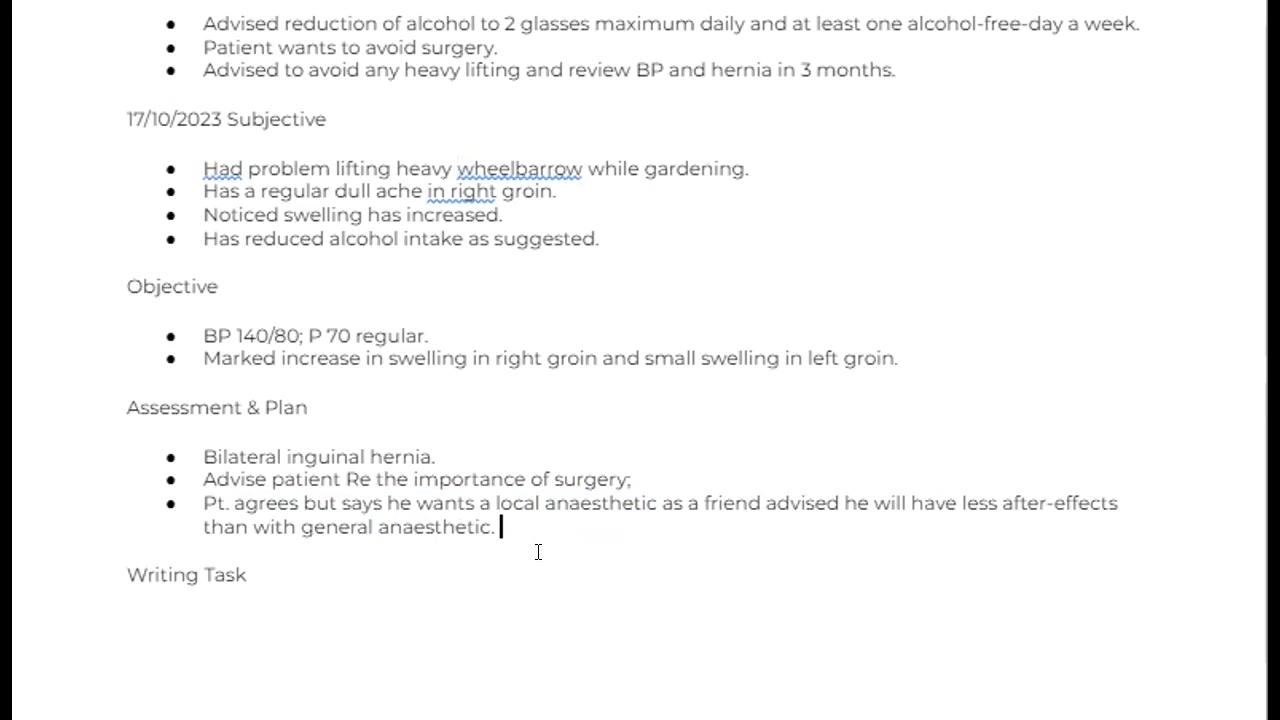 ● Advised reduction of alcohol to 2 glasses maximum daily and at least one alcohol-free-day a week.
● Patient wants to avoid surgery.
● Advised to avoid any heavy lifting and review BP and hernia in 3 months.
17/10/2023 Subjective
● Had problem lifting heavy wheelbarrow while gardening.
● Has a regular dull ache in right groin.
● Noticed swelling has increased.
● Has reduced alcohol intake as suggested.
Objective
● BP 140/80; P 70 regular.
● Marked increase in swelling in right groin and small swelling in left groin.
Assessment & Plan
● Bilateral inguinal hernia.
● Advise patient Re the importance of surgery;
● Pt. agrees but says he wants a local anaesthetic as a friend advised he will have less after-effects
than with general anaesthetic.
Writing Task